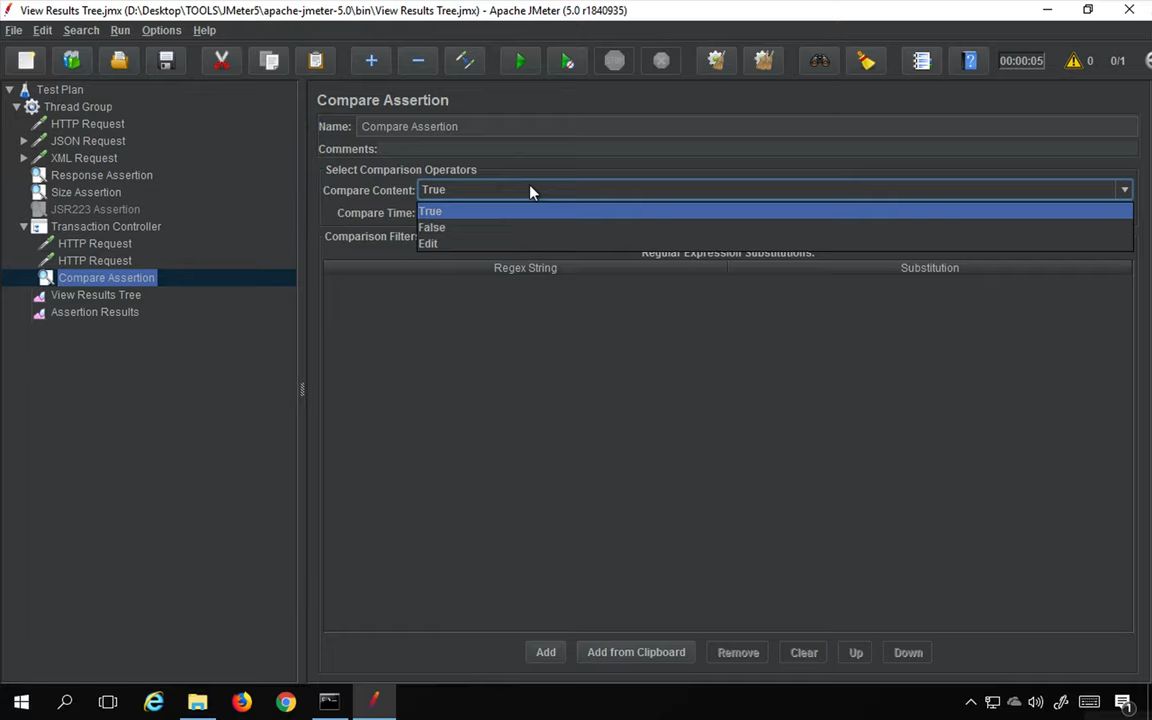 View Results Tree.jmx (D:\Desktop\TOOLS\JMeter5\apache-jmeter-5.0\bin\View Results Tree.jmx) - Apache JMeter (5.0 r1840935)
File Edit Search Run Options Help
00:00:05 0 0/1
Test Plan
Thread Group
HTTP Request
JSON Request
XML Request
Response Assertion
Size Assertion
JSR223 Assertion
Transaction Controller
HTTP Request
HTTP Request
Compare Assertion
View Results Tree
Assertion Results
Compare Assertion
Name: Compare Assertion
Comments:
Select Comparison Operators
Compare Content: True
True
Compare Time:
False
Comparison Filters
Edit
Regular Expression Substitutions:
Regex String Substitution
Add Add from Clipboard Remove Clear Up Down
1